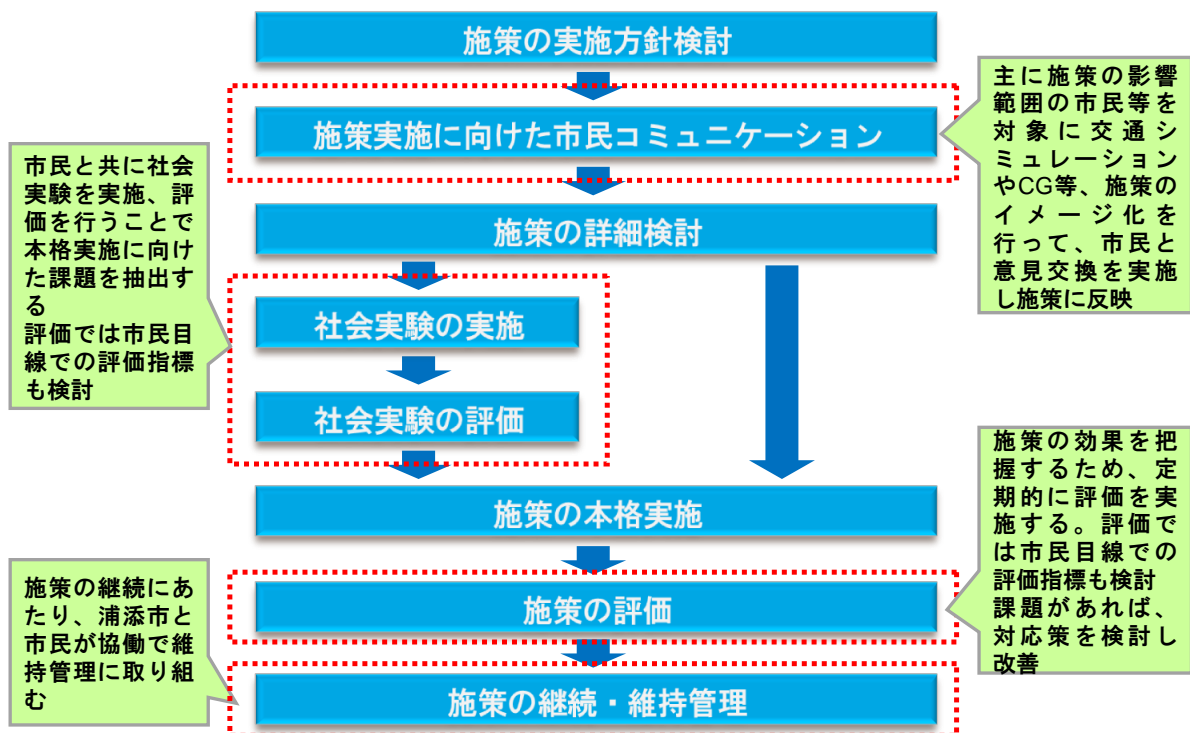 施策の実施方針検討
施策実施に向けた市民コミュニケーション
主に施策の影響
範囲の市民等を
対象に交通シ
ミュレーション
やCG等、施策の
イメージ化を
行って、市民と
意見交換を実施
し施策に反映
施策の詳細検討
市民と共に社会
実験を実施、評
価を行うことで
本格実施に向け
た課題を抽出す
る
評価では市民目
線での評価指標
も検討
社会実験の実施
社会実験の評価
施策の本格実施
施策の効果を把
握するため、定
期的に評価を実
施する。評価で
は市民目線での
評価指標も検討
課題があれば、
対応策を検討し
改善
施策の評価
施策の継続にあ
たり、浦添市と
市民が協働で維
持管理に取り組
む
施策の継続・維持管理